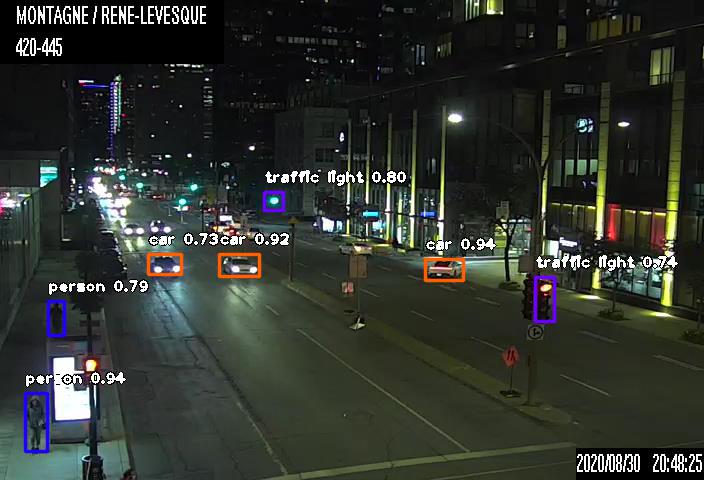 MONTAGNE / RENE-LEVESQUE
420-445
traffic light 0.80
car 0.73
car 0.92
car 0.94
traffic light 0.74
person 0.79
person 0.94
2020/08/30 20:48:25